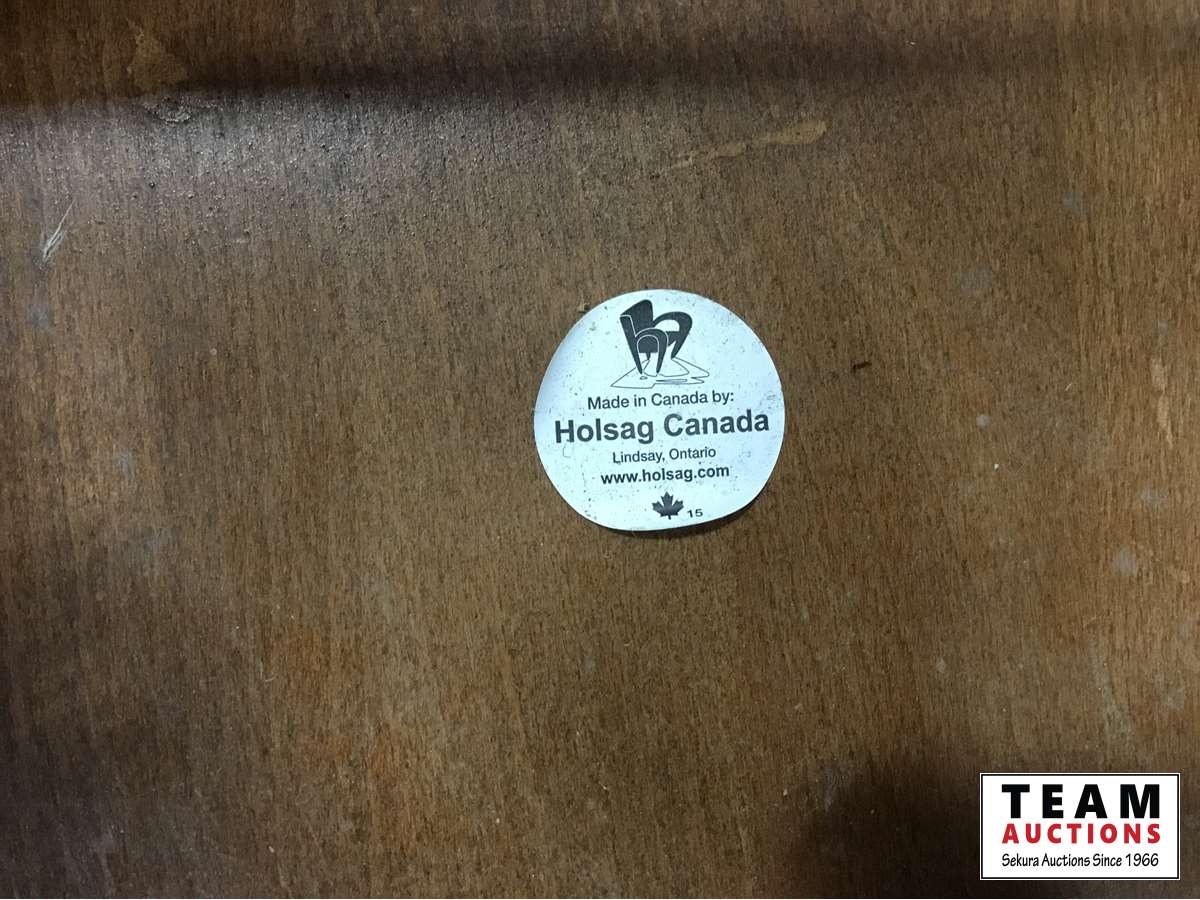 Made in Canada by:
Holsag Canada
Lindsay, Ontario
www.holsag.com
15
TEAM
AUCTIONS
Sekura Auctions Since 1966